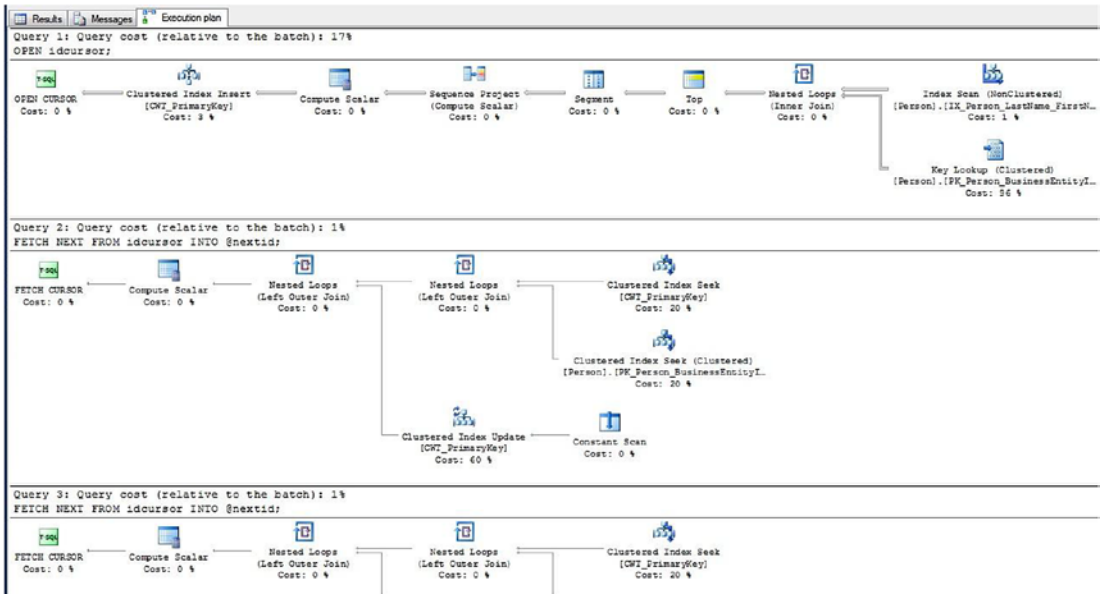 Results Messages Execution plan
Query 1: Query cost (relative to the batch): 17%
OPEN idcursor;
T-SQL
OPEN CURSOR
Cost: 0 %
Clustered Index Insert
[CWT_PrimaryKey]
Cost: 3 %
Compute Scalar
Cost: 0 %
Sequence Project
(Compute Scalar)
Cost: 0 %
Segment
Cost: 0 %
Top
Cost: 0 %
Nested Loops
(Inner Join)
Cost: 0 %
Index Scan (NonClustered)
[Person].[IX_Person_LastName_FirstN…
Cost: 1 %
Key Lookup (Clustered)
[Person].[PK_Person_BusinessEntityI…
Cost: 96 %
Query 2: Query cost (relative to the batch): 1%
FETCH NEXT FROM idcursor INTO @nextid;
T-SQL
FETCH CURSOR
Cost: 0 %
Compute Scalar
Cost: 0 %
Nested Loops
(Left Outer Join)
Cost: 0 %
Nested Loops
(Left Outer Join)
Cost: 0 %
Clustered Index Seek
[CWT_PrimaryKey]
Cost: 20 %
Clustered Index Seek (Clustered)
[Person].[PK_Person_BusinessEntityI…
Cost: 20 %
Clustered Index Update
[CWT_PrimaryKey]
Cost: 60 %
Constant Scan
Cost: 0 %
Query 3: Query cost (relative to the batch): 1%
FETCH NEXT FROM idcursor INTO @nextid;
T-SQL
FETCH CURSOR
Cost: 0 %
Compute Scalar
Cost: 0 %
Nested Loops
(Left Outer Join)
Cost: 0 %
Nested Loops
(Left Outer Join)
Cost: 0 %
Clustered Index Seek
[CWT_PrimaryKey]
Cost: 20 %